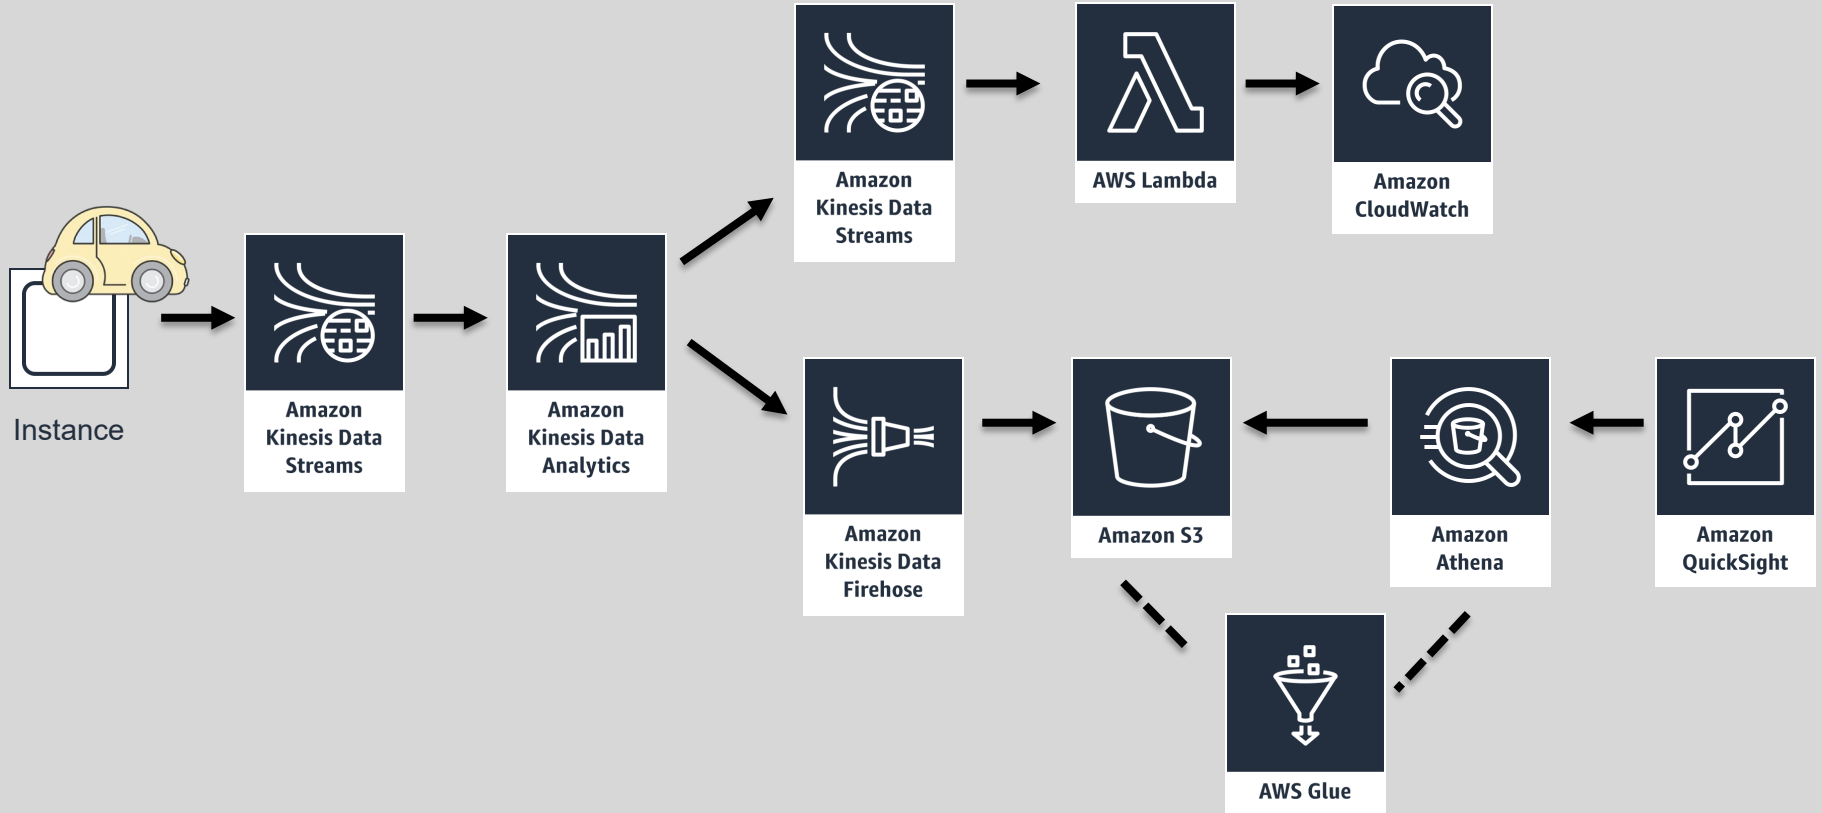 Instance
Amazon
Kinesis Data
Streams
Amazon
Kinesis Data
Analytics
Amazon
Kinesis Data
Streams
AWS Lambda
Amazon
CloudWatch
Amazon
Kinesis Data
Firehose
Amazon S3
Amazon
Athena
Amazon
QuickSight
AWS Glue